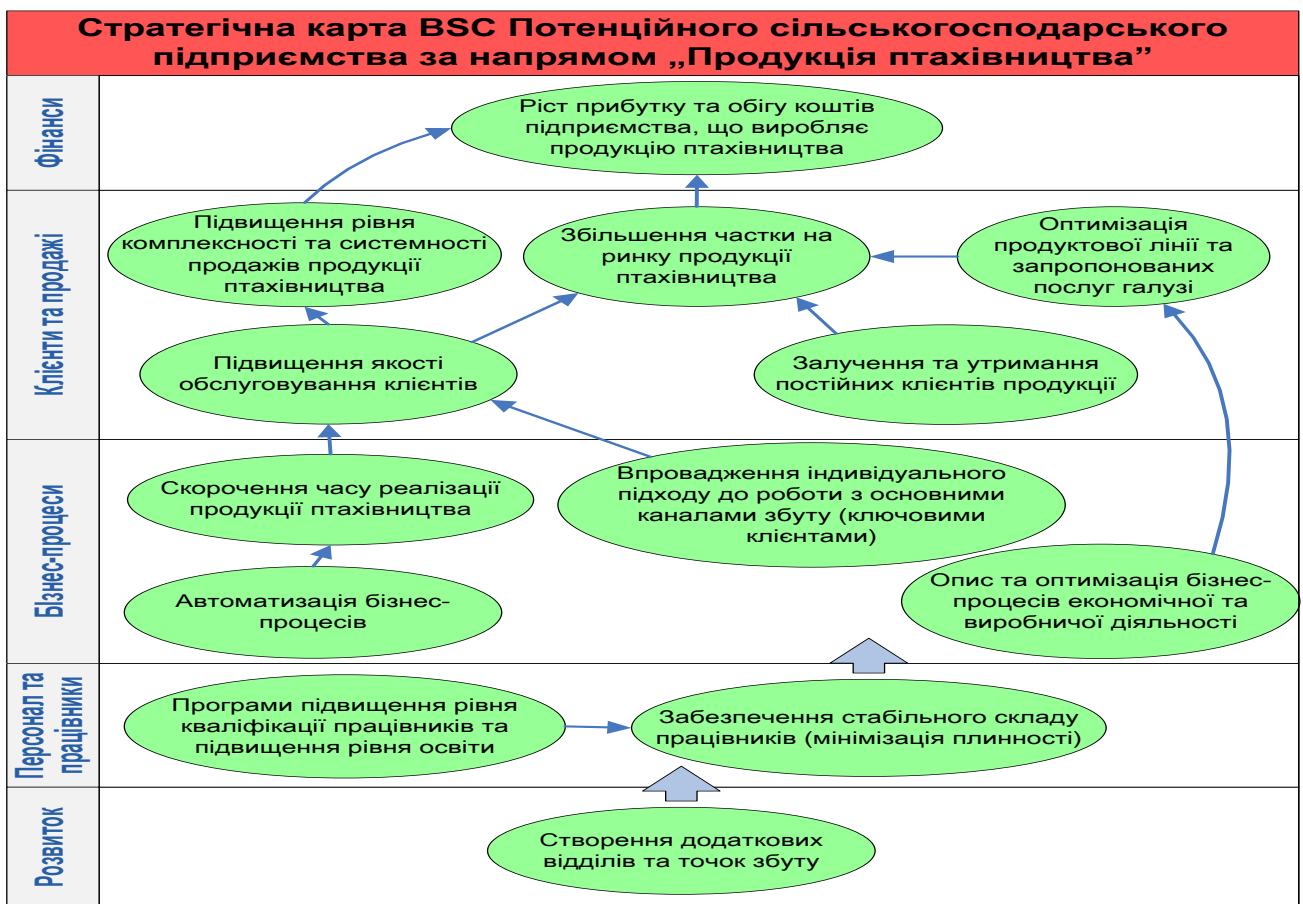 Стратегічна карта BSC Потенційного сільськогосподарського
підприємства за напрямом „Продукція птахівництва”
Фінанси
Ріст прибутку та обігу коштів
підприємства, що виробляє
продукцію птахівництва
Клієнти та продажі
Підвищення рівня
комплексності та системності
продажів продукції
птахівництва
Збільшення частки на
ринку продукції
птахівництва
Оптимізація
продуктової лінії та
запропонованих
послуг галузі
Підвищення якості
обслуговування клієнтів
Залучення та утримання
постійних клієнтів продукції
Бізнес-процеси
Скорочення часу реалізації
продукції птахівництва
Впровадження індивідуального
підходу до роботи з основними
каналами збуту (ключовими
клієнтами)
Автоматизація бізнес-
процесів
Опис та оптимізація бізнес-
процесів економічної та
виробничої діяльності
Персонал та
працівники
Програми підвищення рівня
кваліфікації працівників та
підвищення рівня освіти
Забезпечення стабільного складу
працівників (мінімізація плинності)
Розвиток
Створення додаткових
відділів та точок збуту